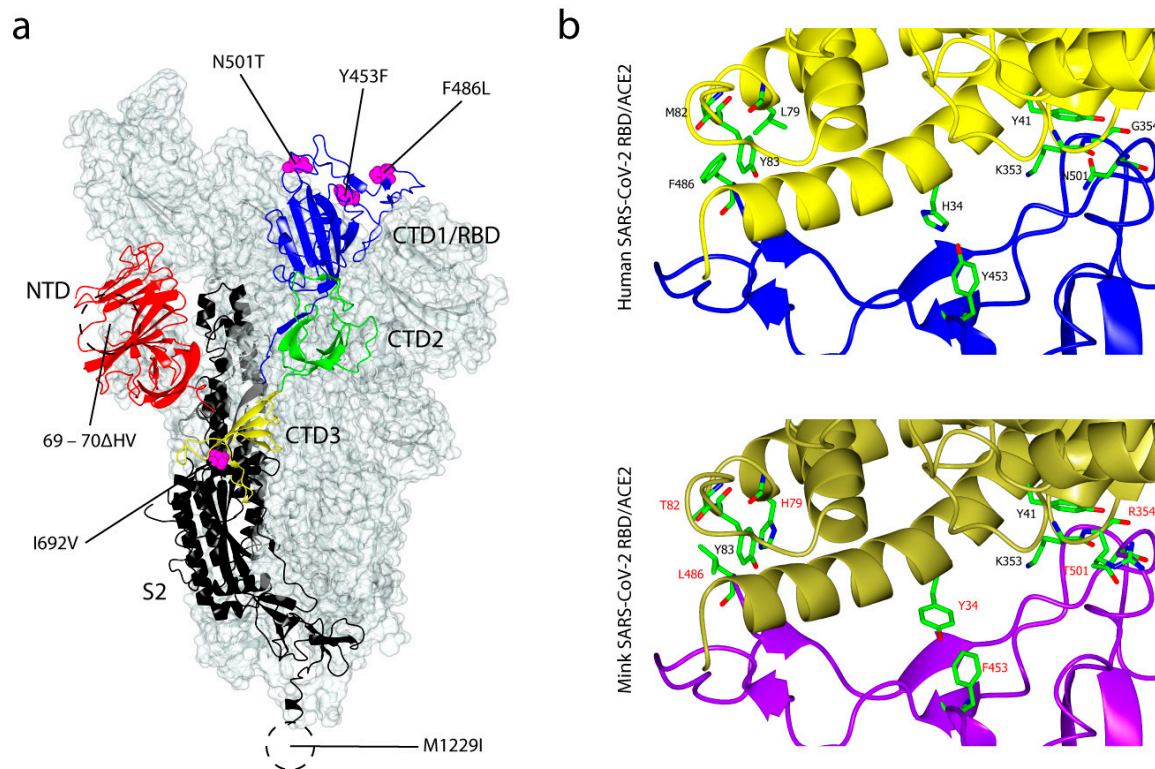 a
N501T
Y453F
F486L
CTD1/RBD
NTD
CTD2
69 – 70ΔHV
CTD3
I692V
S2
M1229I
b
Human SARS-CoV-2 RBD/ACE2
M82
L79
Y83
F486
H34
Y453
Y41
G354
K353
N501
Mink SARS-CoV-2 RBD/ACE2
T82
H79
Y83
L486
Y34
F453
Y41
R354
K353
T501